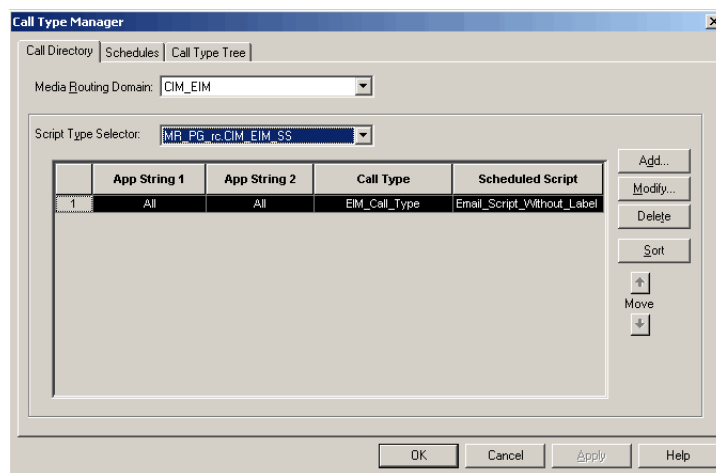 Call Type Manager
Call Directory Schedules Call Type Tree
Media Routing Domain: CIM_EIM
Script Type Selector: MR_PG_rc.CIM_EIM_SS
App String 1 App String 2 Call Type Scheduled Script
1 All All EIM_Call_Type Email_Script_Without_Label
Add...
Modify...
Delete
Sort
Move
OK Cancel Apply Help